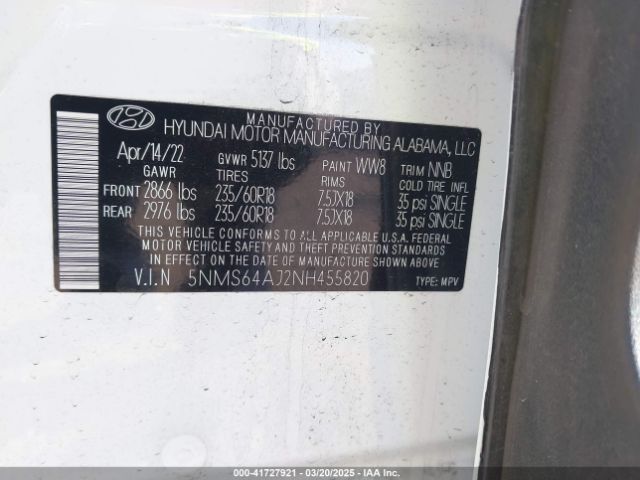 MANUFACTURED BY
HYUNDAI MOTOR MANUFACTURING ALABAMA, LLC
Apr/14/22 GVWR 5137 lbs PAINT WW8 TRIM NNB
GAWR TIRES RIMS COLD TIRE INFL
FRONT 2866 lbs 235/60R18 7.5JX18 35 psi SINGLE
REAR 2976 lbs 235/60R18 7.5JX18 35 psi SINGLE
THIS VEHICLE CONFORMS TO ALL APPLICABLE U.S.A. FEDERAL
MOTOR VEHICLE SAFETY AND THEFT PREVENTION STANDARDS
IN EFFECT ON THE DATE OF MANUFACTURE SHOWN ABOVE
V.I.N 5NMS64AJ2NH455820 TYPE: MPV
000-41727921 - 03/20/2025 - IAA Inc.